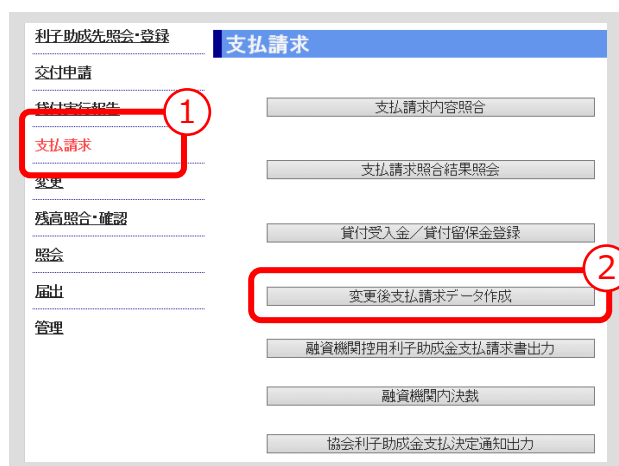 利子助成先照会・登録
交付申請
貸付実行報告
支払請求
変更
残高照合・確認
照会
届出
管理
1
支払請求
支払請求内容照合
支払請求照合結果照会
貸付受入金／貸付留保金登録
2
変更後支払請求データ作成
融資機関控用利子助成金支払請求書出力
融資機関内決裁
協会利子助成金支払決定通知出力